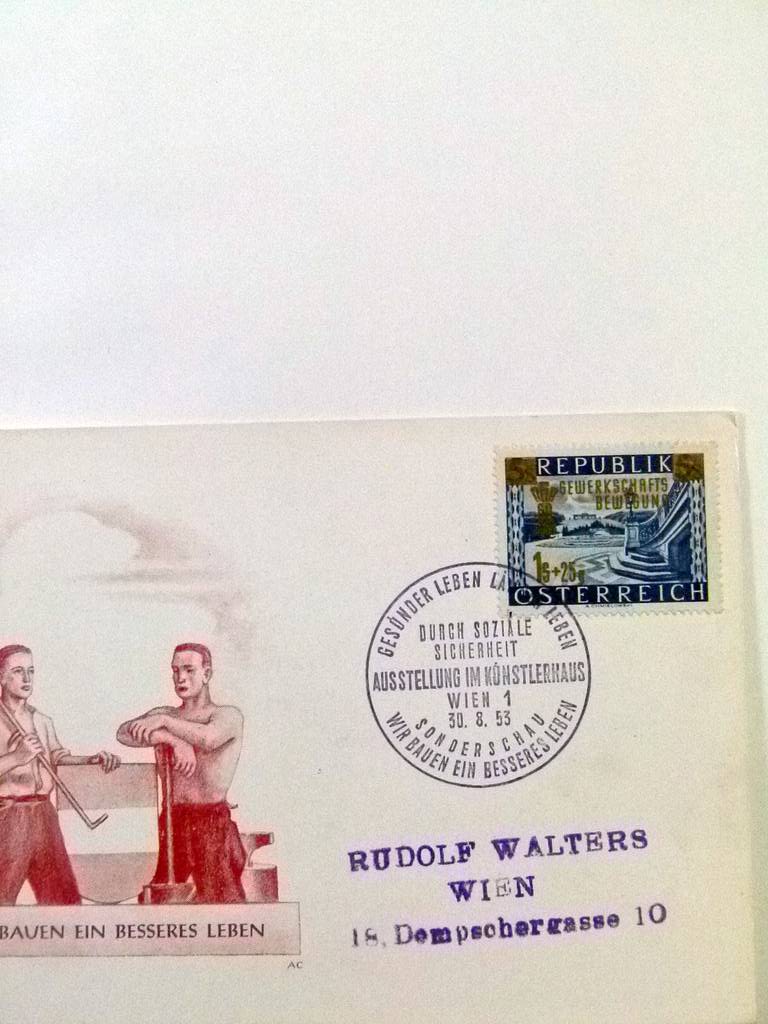 REPUBLIK
GEWERKSCHAFTS
BEWEGUNG
1S+25g
ÖSTERREICH
GESÜNDER LEBEN LÄNGER LEBEN
DURCH SOZIALE
SICHERHEIT
AUSSTELLUNG IM KÜNSTLERHAUS
WIEN 1
30. 8. 53
SONDERSCHAU
WIR BAUEN EIN BESSERES LEBEN
RUDOLF WALTERS
WIEN
18, Dempschergasse 10
BAUEN EIN BESSERES LEBEN
AC